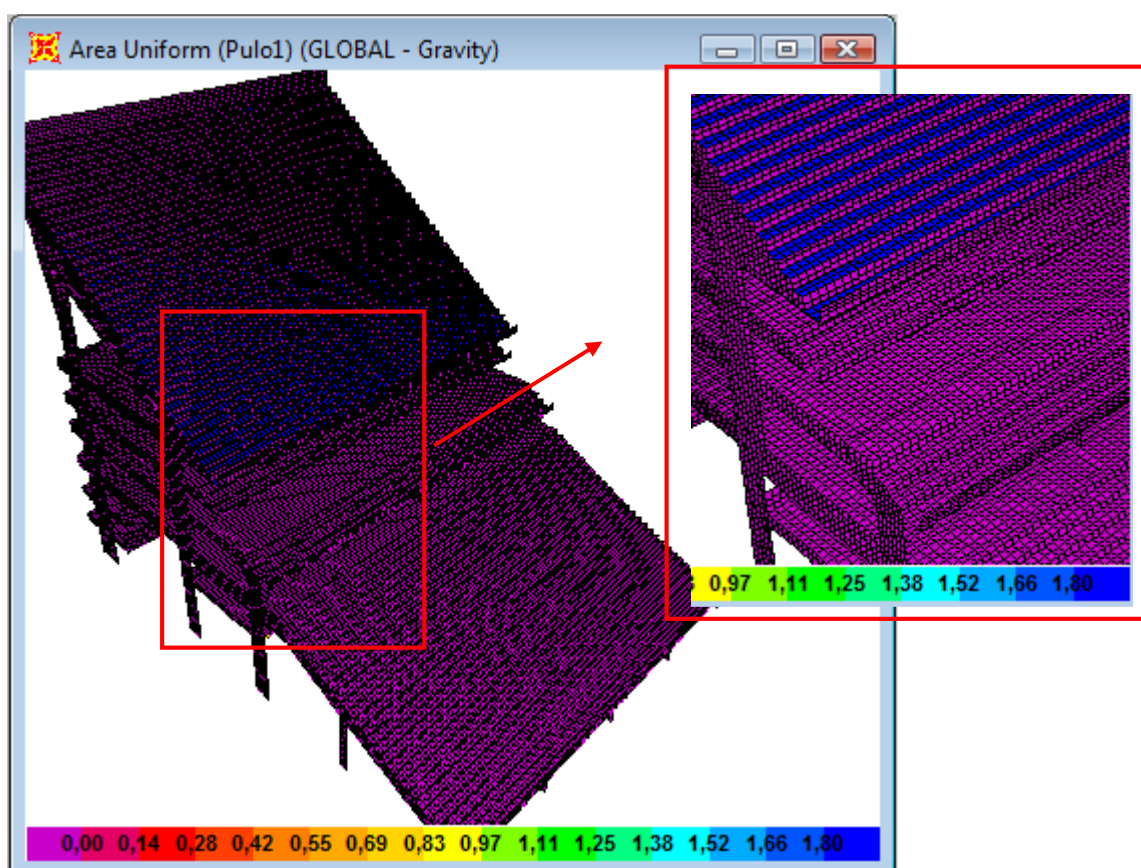 Area Uniform (Pulo1) (GLOBAL - Gravity)
0,97 1,11 1,25 1,38 1,52 1,66 1,80
0,00 0,14 0,28 0,42 0,55 0,69 0,83 0,97 1,11 1,25 1,38 1,52 1,66 1,80